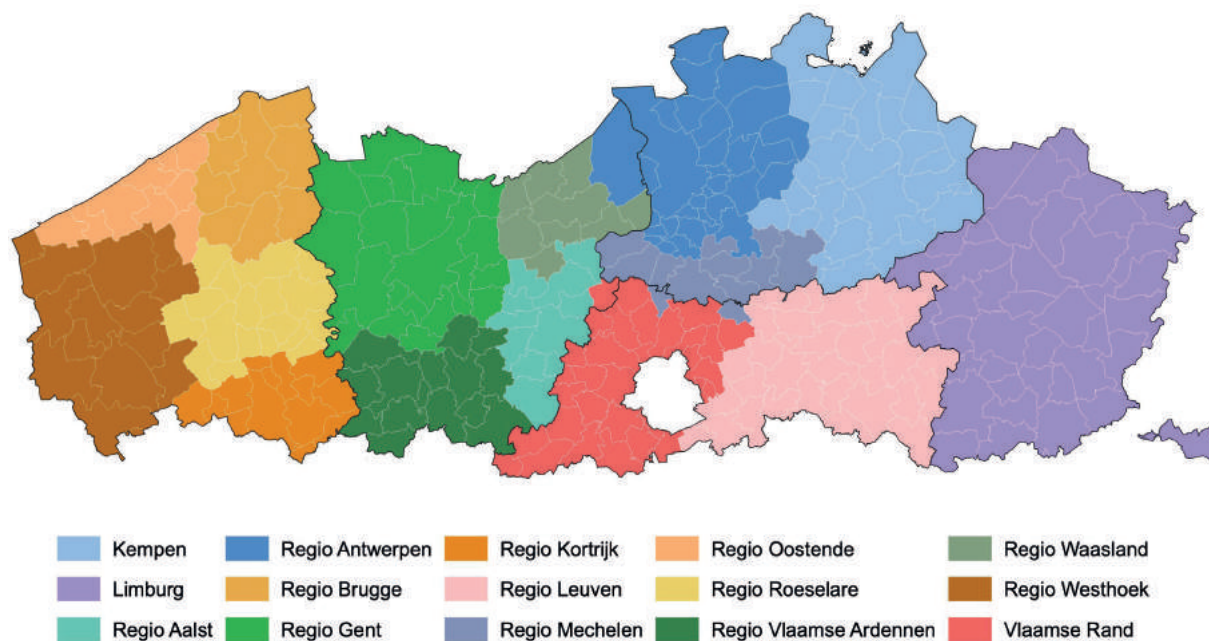 Kempen
Regio Antwerpen
Regio Kortrijk
Regio Oostende
Regio Waasland
Limburg
Regio Brugge
Regio Leuven
Regio Roeselare
Regio Westhoek
Regio Aalst
Regio Gent
Regio Mechelen
Regio Vlaamse Ardennen
Vlaamse Rand